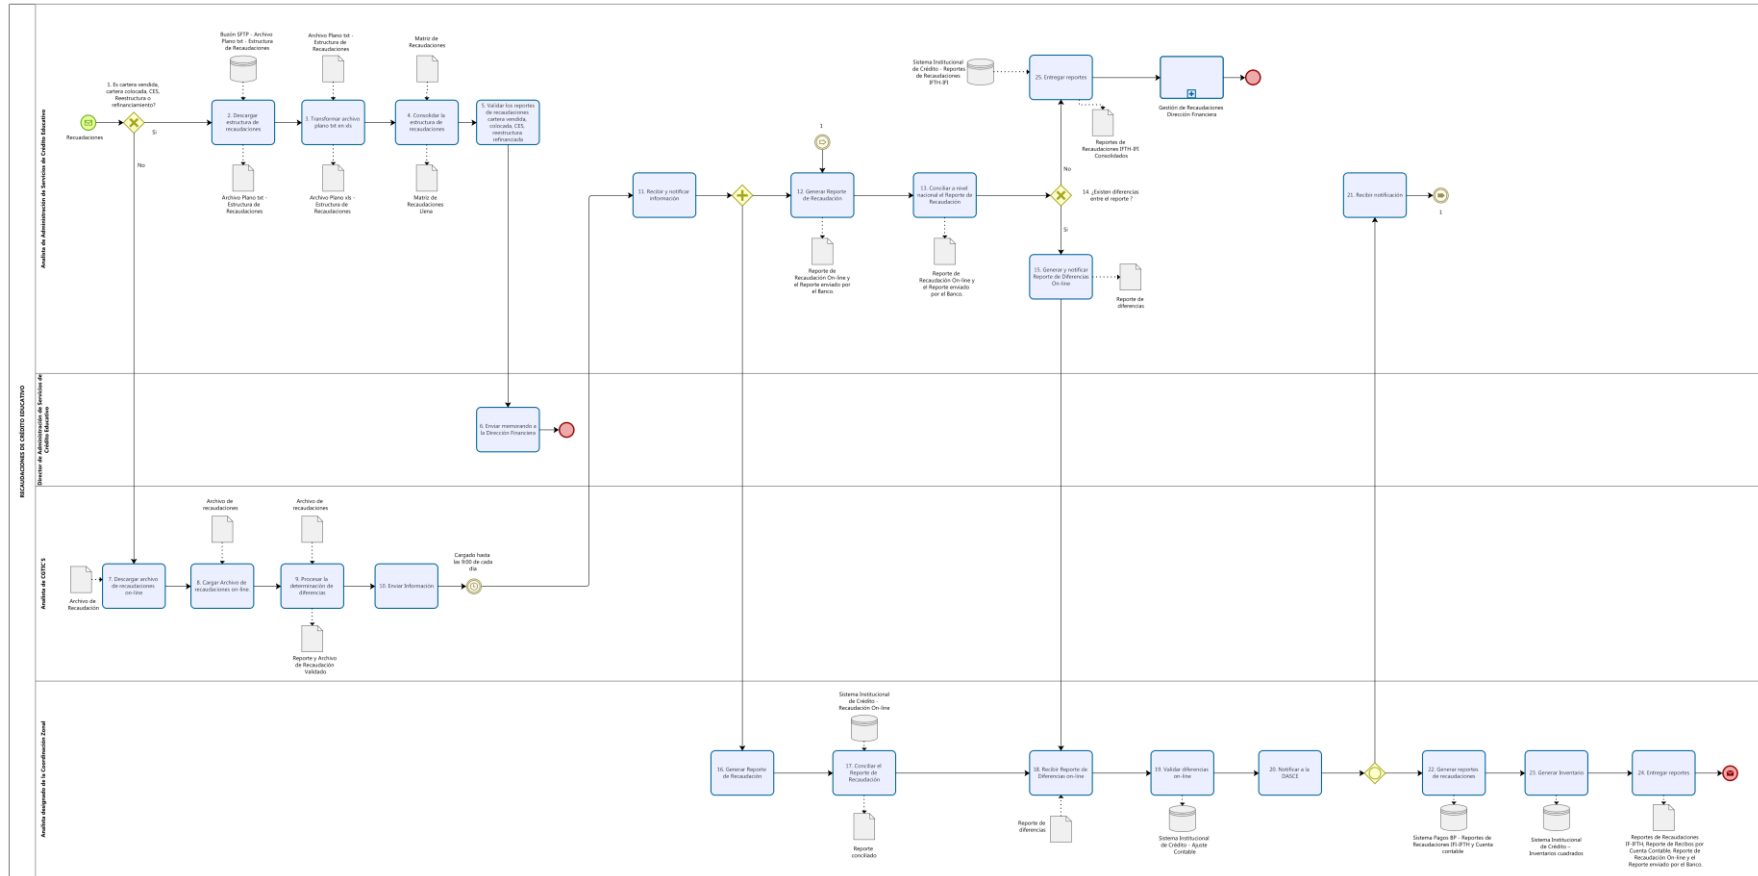 RECAUDACIONES DE CRÉDITO EDUCATIVO
Analista de Administración de Servicios de Crédito Educativo
Recuadaciones
1. Es cartera vendida,
cartera colocada, CES,
Reestructura o
refinanciamiento?
Si
No
Buzón SFTP - Archivo
Plano txt - Estructura
de Recaudaciones
2. Descargar
estructura de
recaudaciones
Archivo Plano txt -
Estructura de
Recaudaciones
Archivo Plano txt -
Estructura de
Recaudaciones
3. Transformar archivo
plano txt en xls
Archivo Plano xls -
Estructura de
Recaudaciones
Matriz de
Recaudaciones
4. Consolidar la
estructura de
recaudaciones
Matriz de
Recaudaciones
Llena
5. Validar los reportes
de recaudaciones
cartera vendida,
colocada, CES,
reestructura
refinanciada
11. Recibir y notificar
información
1
12. Generar Reporte
de Recaudación
Reporte de
Recaudación On-line y
el Reporte enviado por
el Banco.
13. Conciliar a nivel
nacional el Reporte de
Recaudación
Reporte de
Recaudación On-line y
el Reporte enviado
por el Banco.
14. ¿Existen diferencias
entre el reporte ?
No
Si
Sistema Institucional
de Crédito - Reportes
de Recaudaciones
IFTH-IFI
25. Entregar reportes
Reportes de
Recaudaciones IFTH-IFI
Consolidados
Gestión de Recaudaciones
Dirección Financiera
15. Generar y notificar
Reporte de Diferencias
On-line
Reporte de
diferencias
21. Recibir notificación
1
Director de Administración de Servicios de
Crédito Educativo
6. Enviar memorando a
la Dirección Financiera
Analista de CGTIC'S
Archivo de
Recaudación
7. Descargar archivo
de recaudaciones
on-line
Archivo de
recaudaciones
8. Cargar Archivo de
recaudaciones on-line.
Archivo de
recaudaciones
9. Procesar la
determinación de
diferencias
Reporte y Archivo
de Recaudación
Validado
10. Enviar Información
Cargado hasta
las 9:00 de cada
día
Analista designado de la Coordinación Zonal
16. Generar Reporte
de Recaudación
Sistema Institucional
de Crédito -
Recaudación On-line
17. Conciliar el
Reporte de
Recaudación
Reporte
conciliado
18. Recibir Reporte de
Diferencias on-line
Reporte de
diferencias
19. Validar diferencias
on-line
Sistema Institucional
de Crédito - Ajuste
Contable
20. Notificar a la
DASCE
22. Generar reportes
de recaudaciones
Sistema Pagos BP - Reportes de
Recaudaciones IFI-IFTH y Cuenta
contable
23. Generar Inventario
Sistema Institucional
de Crédito –
Inventarios cuadrados
24. Entregar reportes
Reportes de Recaudaciones
IF-IFTH, Reporte de Recibos por
Cuenta Contable, Reporte de
Recaudación On-line y el
Reporte enviado por el Banco.